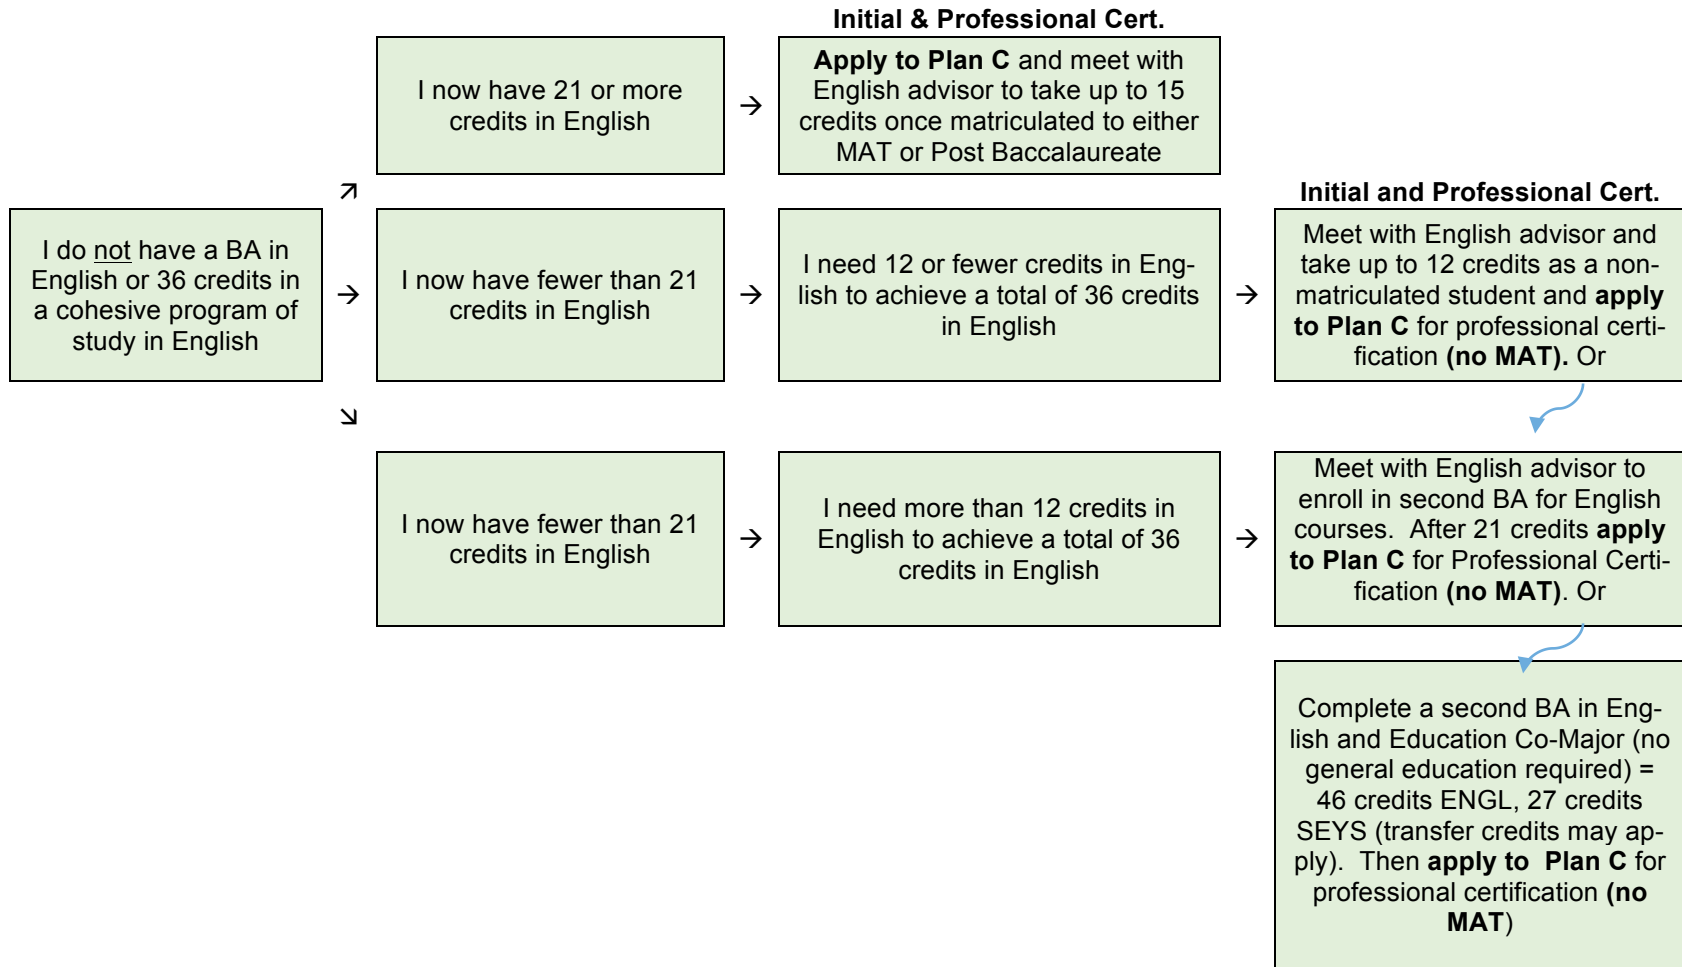 Initial & Professional Cert.
I now have 21 or more
credits in English
→
Apply to Plan C and meet with
English advisor to take up to 15
credits once matriculated to either
MAT or Post Baccalaureate
Initial and Professional Cert.
I do not have a BA in
English or 36 credits in
a cohesive program of
study in English
I now have fewer than 21
credits in English
I need 12 or fewer credits in Eng-
lish to achieve a total of 36 credits
in English
Meet with English advisor and
take up to 12 credits as a non-
matriculated student and apply
to Plan C for professional certi-
fication (no MAT). Or
I now have fewer than 21
credits in English
I need more than 12 credits in
English to achieve a total of 36
credits in English
Meet with English advisor to
enroll in second BA for English
courses.  After 21 credits apply
to Plan C for Professional Certi-
fication (no MAT). Or
Complete a second BA in Eng-
lish and Education Co-Major (no
general education required) =
46 credits ENGL, 27 credits
SEYS (transfer credits may ap-
ply).  Then apply to  Plan C for
professional certification (no
MAT)